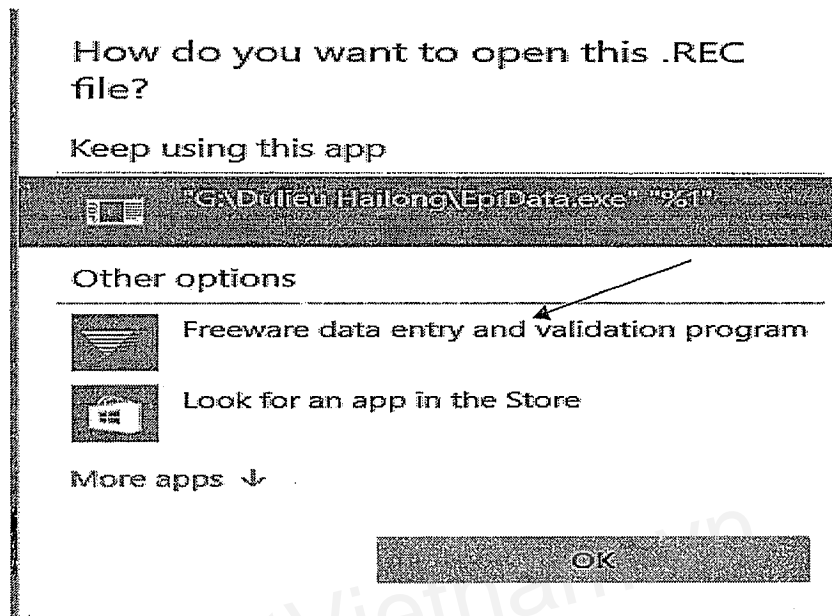 How do you want to open this .REC
file?
Keep using this app
"G:\Dulieu Hailong\EpiData.exe" "%1"
Other options
Freeware data entry and validation program
Look for an app in the Store
More apps ↓
OK